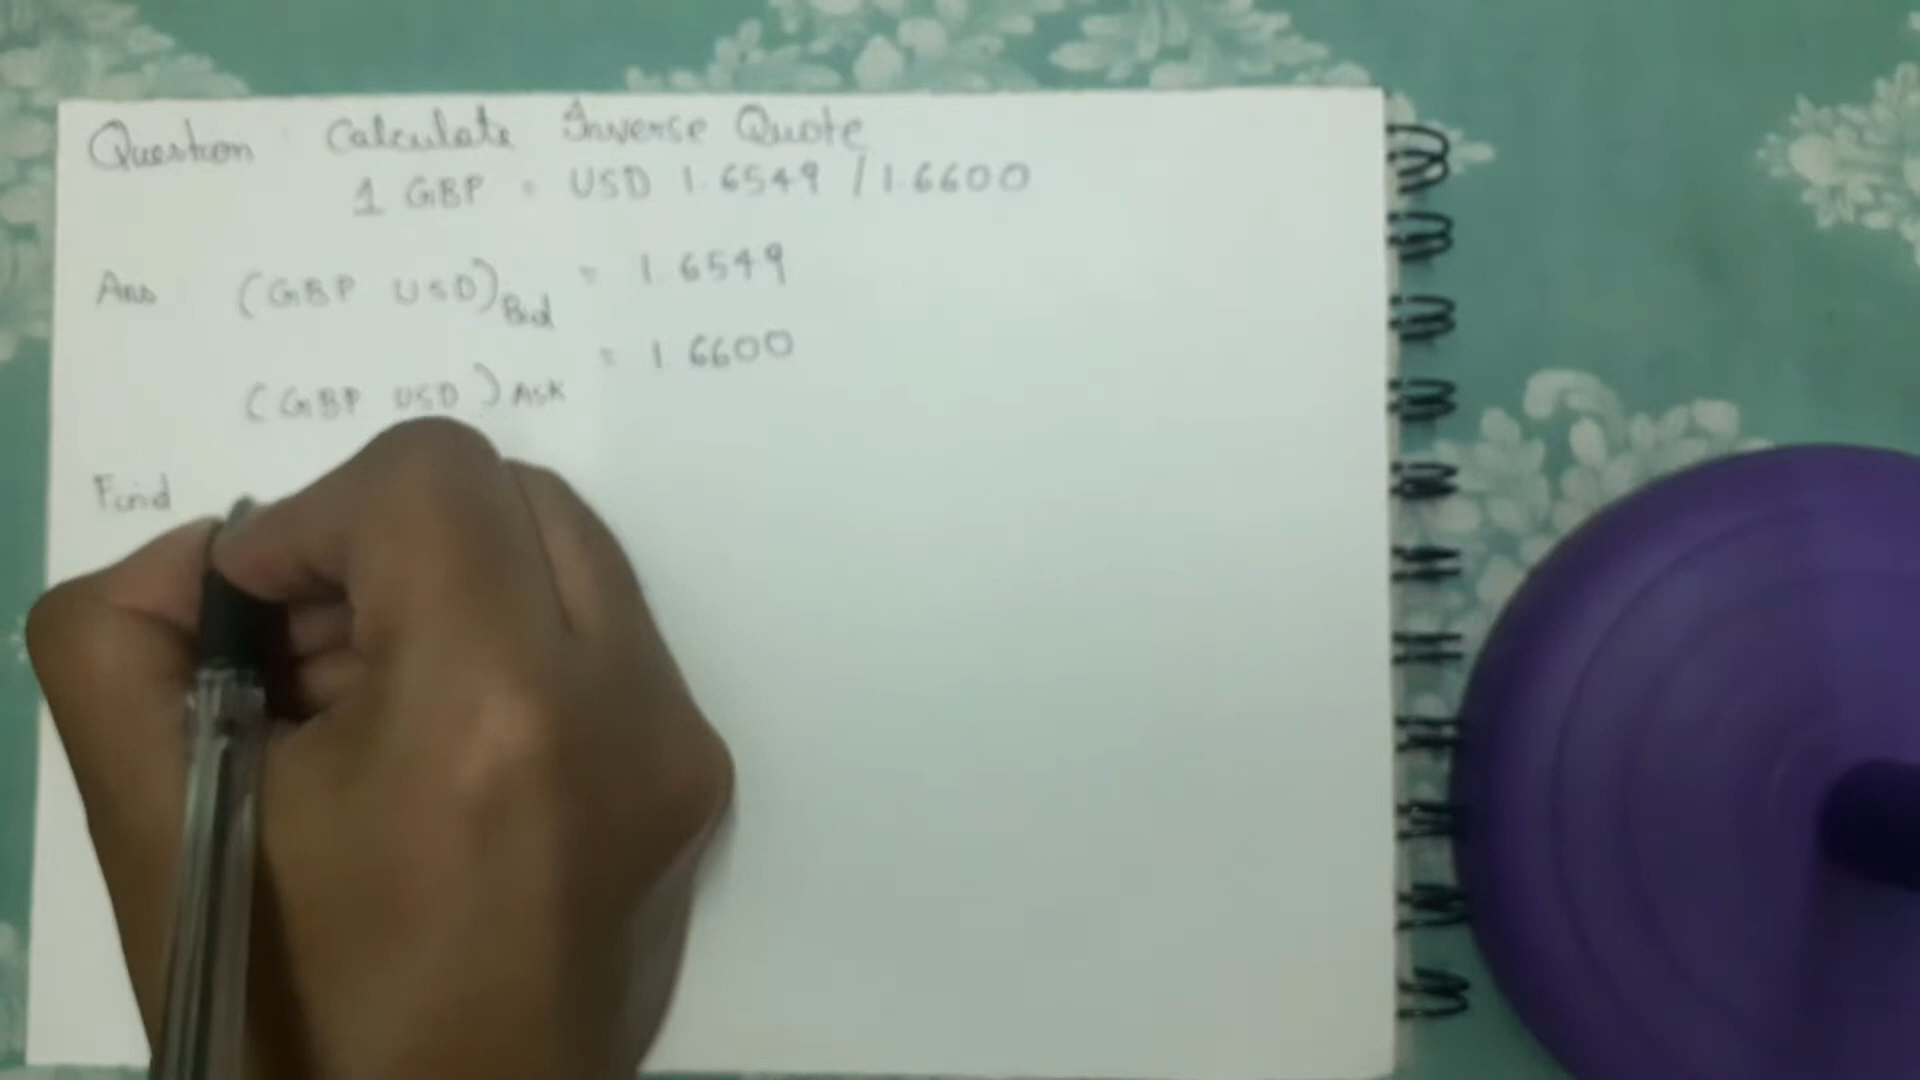 Question : Calculate Inverse Quote
1 GBP = USD 1.6549 / 1.6600
Ans (GBP USD)Bid = 1.6549
(GBP USD)Ask = 1.6600
Find